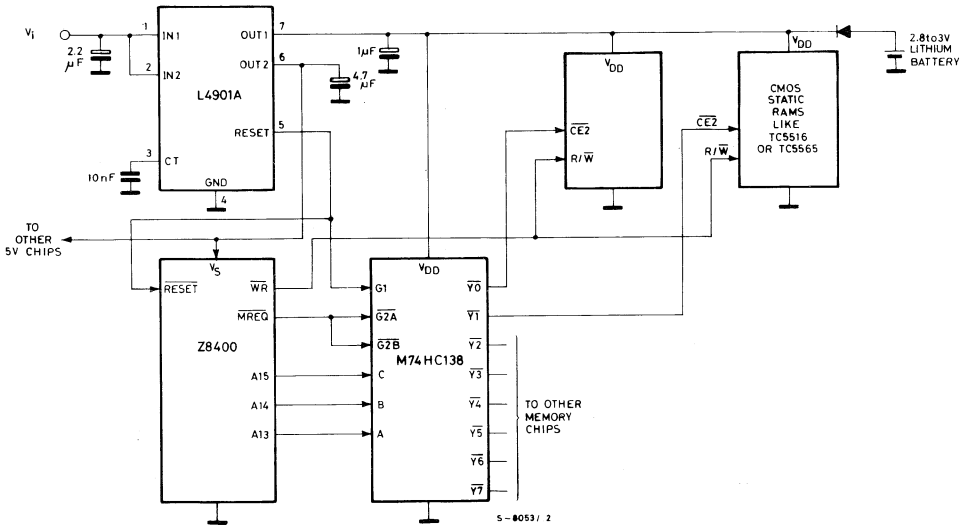 Vi
2.2
µF
1
IN1
2
IN2
L4901A
OUT1
7
OUT2
6
RESET
5
3
CT
10nF
GND
4
1µF
4.7
µF
VDD
CE2
R/W
VDD
CMOS
STATIC
RAMS
LIKE
TC5516
OR TC5565
CE2
R/W
2.8to3V
LITHIUM
BATTERY
TO
OTHER
5V CHIPS
VS
RESET
WR
MREQ
Z8400
A15
A14
A13
VDD
G1
G2A
G2B
M74HC138
C
B
A
Y0
Y1
Y2
Y3
Y4
Y5
Y6
Y7
TO OTHER
MEMORY
CHIPS
S-8053/2